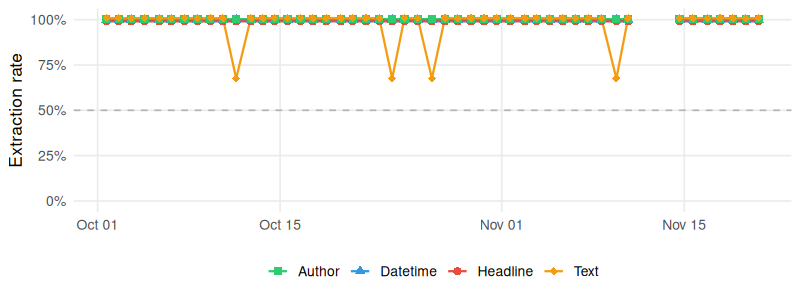 Extraction rate
100%
75%
50%
25%
0%
Oct 01 Oct 15 Nov 01 Nov 15
Author Datetime Headline Text